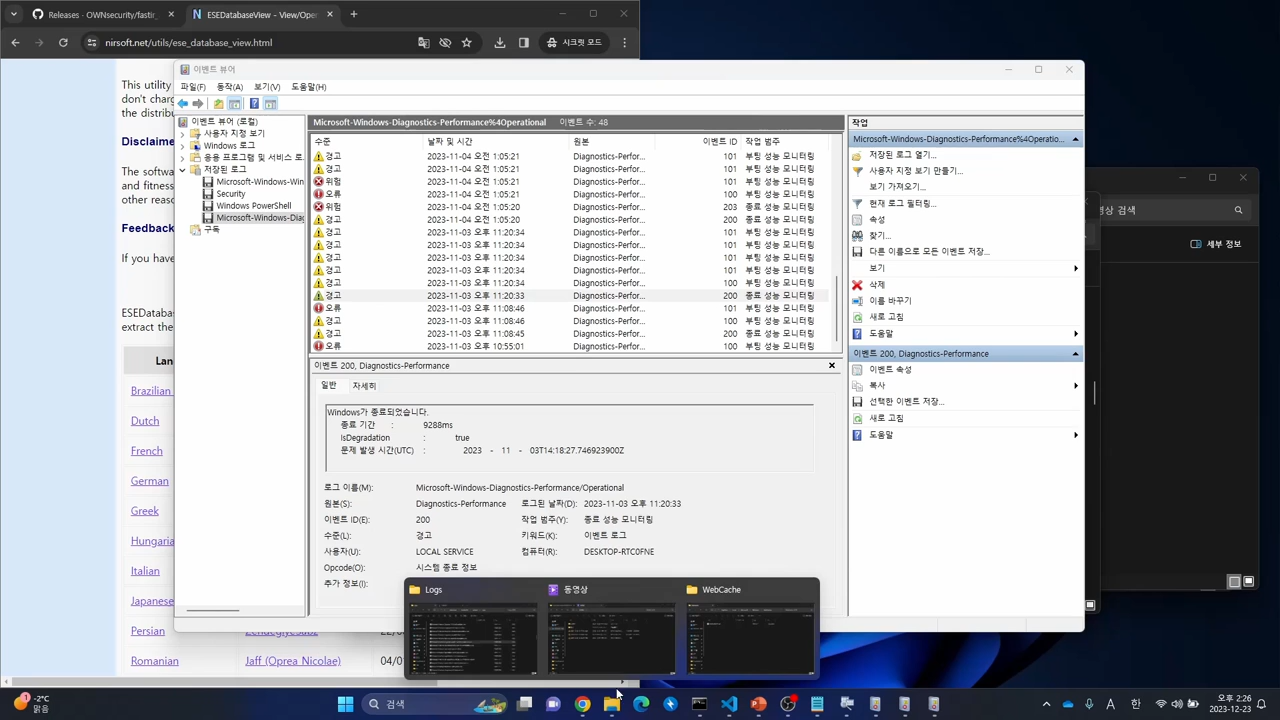 Releases · OWNsecurity/fastir_
ESEDatabaseView - View/Open
nirsoft.net/utils/ese_database_view.html
시크릿 모드
This utility
don't charg
the distribu
Disclaime
The softwa
and fitness
other reaso
Feedback
If you have
ESEDataba
extract the
Lan
Brazilian
Dutch
French
German
Greek
Hungaria
Italian
Japanese
Persian
Romanian
Jaff (Oprea Nicolae)
이벤트 뷰어
파일(F) 동작(A) 보기(V) 도움말(H)
이벤트 뷰어 (로컬)
사용자 지정 보기
Windows 로그
응용 프로그램 및 서비스 로
저장된 로그
Microsoft-Windows-Win
Security
Windows PowerShell
Microsoft-Windows-Diag
구독
Microsoft-Windows-Diagnostics-Performance%4Operational 이벤트 수: 48
수준 날짜 및 시간 원본 이벤트 ID 작업 범주
경고 2023-11-04 오전 1:05:21 Diagnostics-Perfor... 101 부팅 성능 모니터링
경고 2023-11-04 오전 1:05:21 Diagnostics-Perfor... 101 부팅 성능 모니터링
위험 2023-11-04 오전 1:05:21 Diagnostics-Perfor... 101 부팅 성능 모니터링
오류 2023-11-04 오전 1:05:21 Diagnostics-Perfor... 100 부팅 성능 모니터링
위험 2023-11-04 오전 1:05:20 Diagnostics-Perfor... 203 종료 성능 모니터링
경고 2023-11-04 오전 1:05:20 Diagnostics-Perfor... 200 종료 성능 모니터링
경고 2023-11-03 오후 11:20:34 Diagnostics-Perfor... 101 부팅 성능 모니터링
경고 2023-11-03 오후 11:20:34 Diagnostics-Perfor... 101 부팅 성능 모니터링
경고 2023-11-03 오후 11:20:34 Diagnostics-Perfor... 101 부팅 성능 모니터링
경고 2023-11-03 오후 11:20:34 Diagnostics-Perfor... 101 부팅 성능 모니터링
경고 2023-11-03 오후 11:20:34 Diagnostics-Perfor... 100 부팅 성능 모니터링
경고 2023-11-03 오후 11:20:33 Diagnostics-Perfor... 200 종료 성능 모니터링
오류 2023-11-03 오후 11:08:46 Diagnostics-Perfor... 101 부팅 성능 모니터링
경고 2023-11-03 오후 11:08:46 Diagnostics-Perfor... 100 부팅 성능 모니터링
경고 2023-11-03 오후 11:08:45 Diagnostics-Perfor... 200 종료 성능 모니터링
오류 2023-11-03 오후 10:55:01 Diagnostics-Perfor... 100 부팅 성능 모니터링
이벤트 200, Diagnostics-Performance
일반 자세히
Windows가 종료되었습니다.
종료 기간 : 9288ms
IsDegradation : true
문제 발생 시간(UTC) : 2023 - 11 - 03T14:18:27.746923900Z
로그 이름(M): Microsoft-Windows-Diagnostics-Performance/Operational
원본(S): Diagnostics-Performance 로그된 날짜(D): 2023-11-03 오후 11:20:33
이벤트 ID(E): 200 작업 범주(Y): 종료 성능 모니터링
수준(L): 경고 키워드(K): 이벤트 로그
사용자(U): LOCAL SERVICE 컴퓨터(R): DESKTOP-RTC0FNE
Opcode(O): 시스템 종료 정보
추가 정보(I):
작업
Microsoft-Windows-Diagnostics-Performance%4Operatio...
저장된 로그 열기...
사용자 지정 보기 만들기...
보기 가져오기...
현재 로그 필터링...
속성
찾기...
다른 이름으로 모든 이벤트 저장...
보기
삭제
이름 바꾸기
새로 고침
도움말
이벤트 200, Diagnostics-Performance
이벤트 속성
복사
선택한 이벤트 저장...
새로 고침
도움말
영상 검색
세부 정보
Logs
동영상
WebCache
2°C
맑음
검색
A
한
오후 2:26
2023-12-23